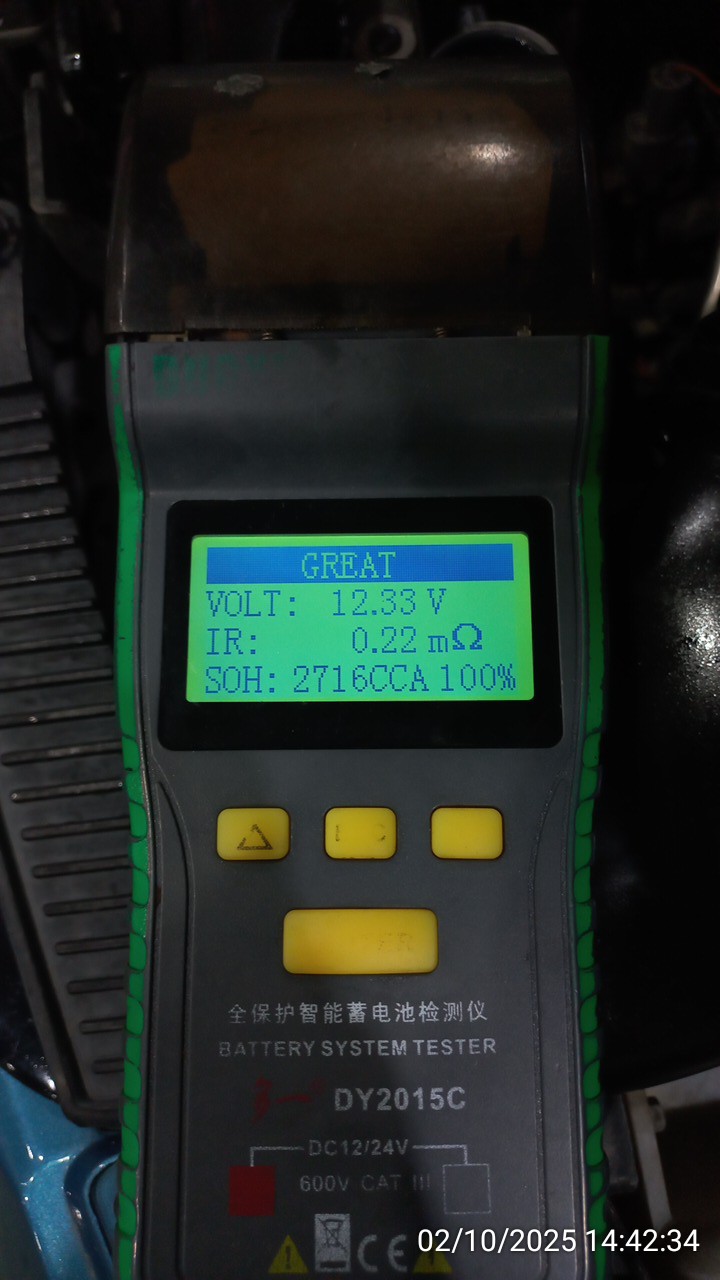 GREAT
VOLT: 12.33 V
IR: 0.22 mΩ
SOH: 2716CCA 100%
全保护智能蓄电池检测仪
BATTERY SYSTEM TESTER
DY2015C
DC12/24V
600V CAT III
CE
02/10/2025 14:42:34